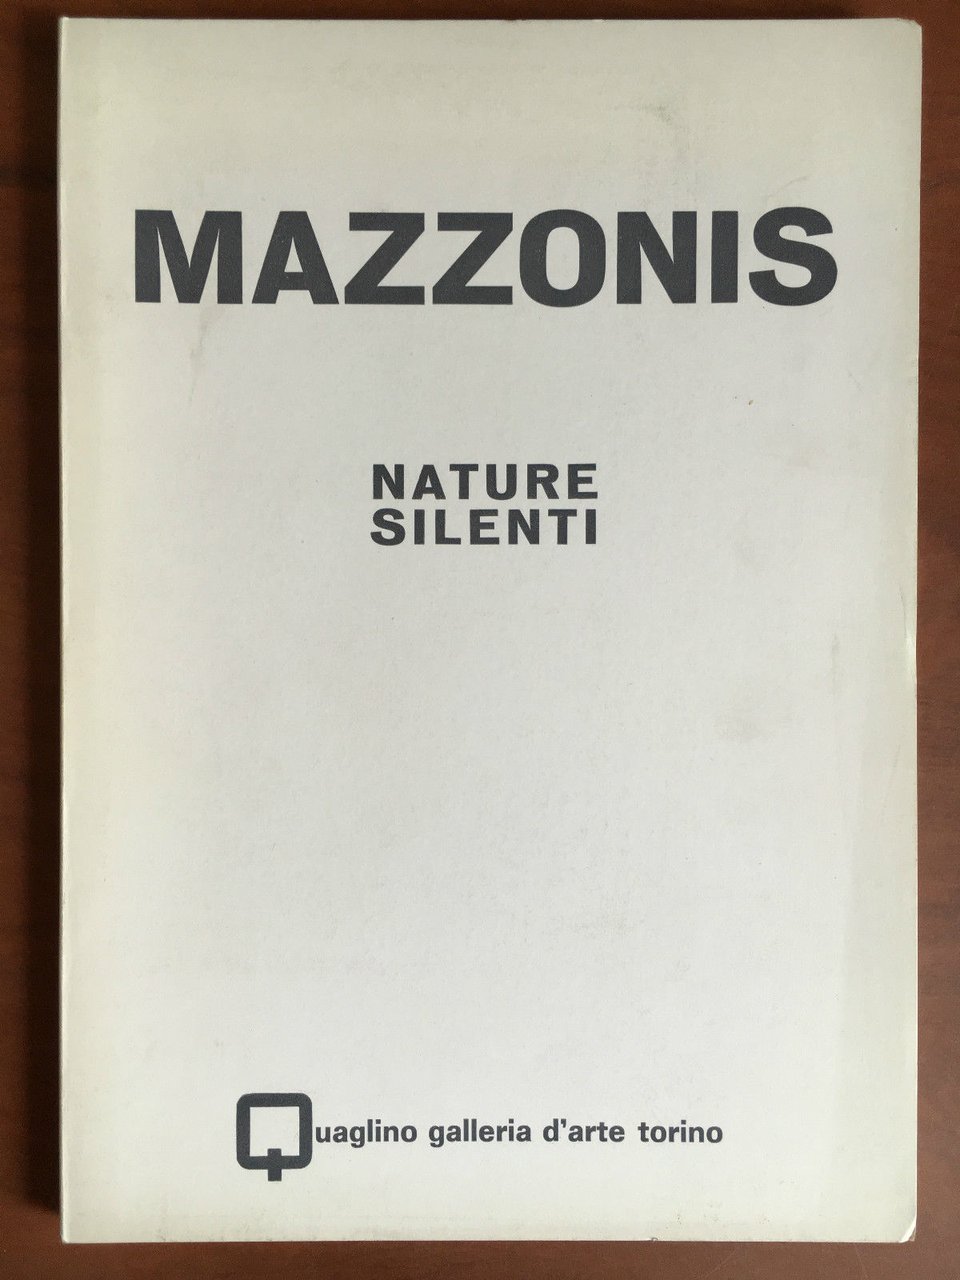 MAZZONIS
NATURE
SILENTI
Quaglino galleria d'arte torino